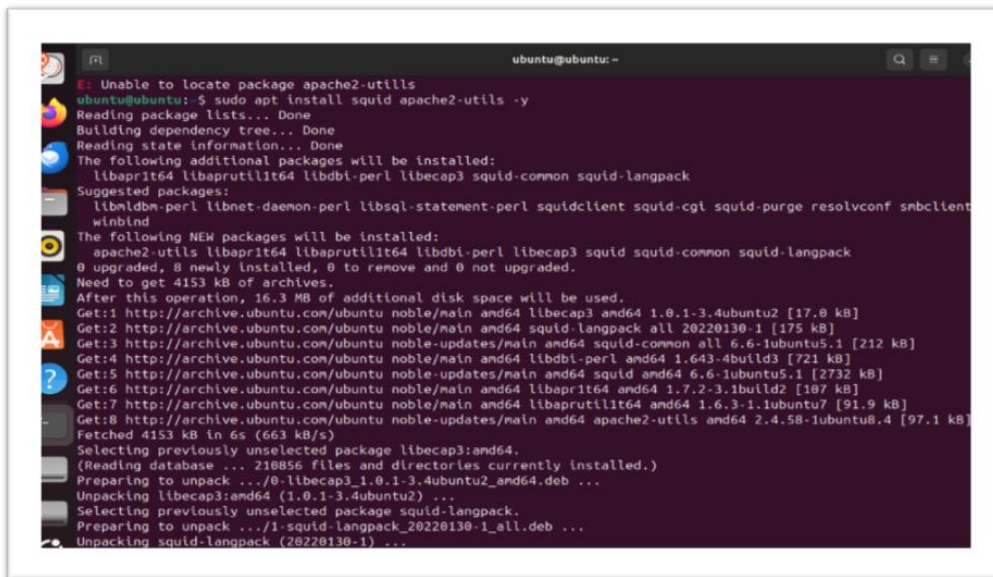 ubuntu@ubuntu: ~
E: Unable to locate package apache2-utills
ubuntu@ubuntu:~$ sudo apt install squid apache2-utils -y
Reading package lists... Done
Building dependency tree... Done
Reading state information... Done
The following additional packages will be installed:
  libapr1t64 libaprutil1t64 libdbi-perl libecap3 squid-common squid-langpack
Suggested packages:
  libmldbm-perl libnet-daemon-perl libsql-statement-perl squidclient squid-cgi squid-purge resolvconf smbclient
  winbind
The following NEW packages will be installed:
  apache2-utils libapr1t64 libaprutil1t64 libdbi-perl libecap3 squid squid-common squid-langpack
0 upgraded, 8 newly installed, 0 to remove and 0 not upgraded.
Need to get 4153 kB of archives.
After this operation, 16.3 MB of additional disk space will be used.
Get:1 http://archive.ubuntu.com/ubuntu noble/main amd64 libecap3 amd64 1.0.1-3.4ubuntu2 [17.0 kB]
Get:2 http://archive.ubuntu.com/ubuntu noble/main amd64 squid-langpack all 20220130-1 [175 kB]
Get:3 http://archive.ubuntu.com/ubuntu noble-updates/main amd64 squid-common all 6.6-1ubuntu5.1 [212 kB]
Get:4 http://archive.ubuntu.com/ubuntu noble/main amd64 libdbi-perl amd64 1.643-4build3 [721 kB]
Get:5 http://archive.ubuntu.com/ubuntu noble-updates/main amd64 squid amd64 6.6-1ubuntu5.1 [2732 kB]
Get:6 http://archive.ubuntu.com/ubuntu noble/main amd64 libapr1t64 amd64 1.7.2-3.1build2 [107 kB]
Get:7 http://archive.ubuntu.com/ubuntu noble/main amd64 libaprutil1t64 amd64 1.6.3-1.1ubuntu7 [91.9 kB]
Get:8 http://archive.ubuntu.com/ubuntu noble-updates/main amd64 apache2-utils amd64 2.4.58-1ubuntu8.4 [97.1 kB]
Fetched 4153 kB in 6s (663 kB/s)
Selecting previously unselected package libecap3:amd64.
(Reading database ... 210856 files and directories currently installed.)
Preparing to unpack .../0-libecap3_1.0.1-3.4ubuntu2_amd64.deb ...
Unpacking libecap3:amd64 (1.0.1-3.4ubuntu2) ...
Selecting previously unselected package squid-langpack.
Preparing to unpack .../1-squid-langpack_20220130-1_all.deb ...
Unpacking squid-langpack (20220130-1) ...